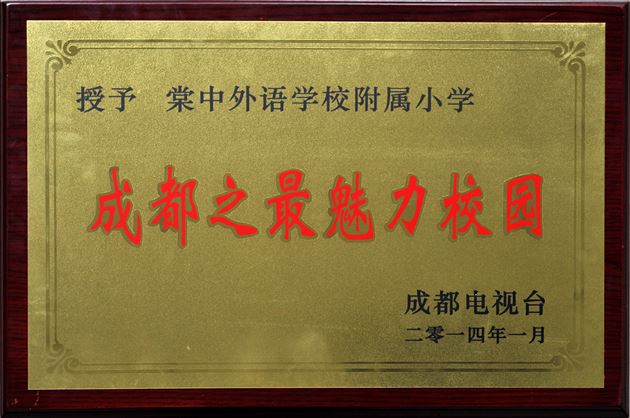 授予 棠中外语学校附属小学
成都之最魅力校园
成都电视台
二零一四年一月